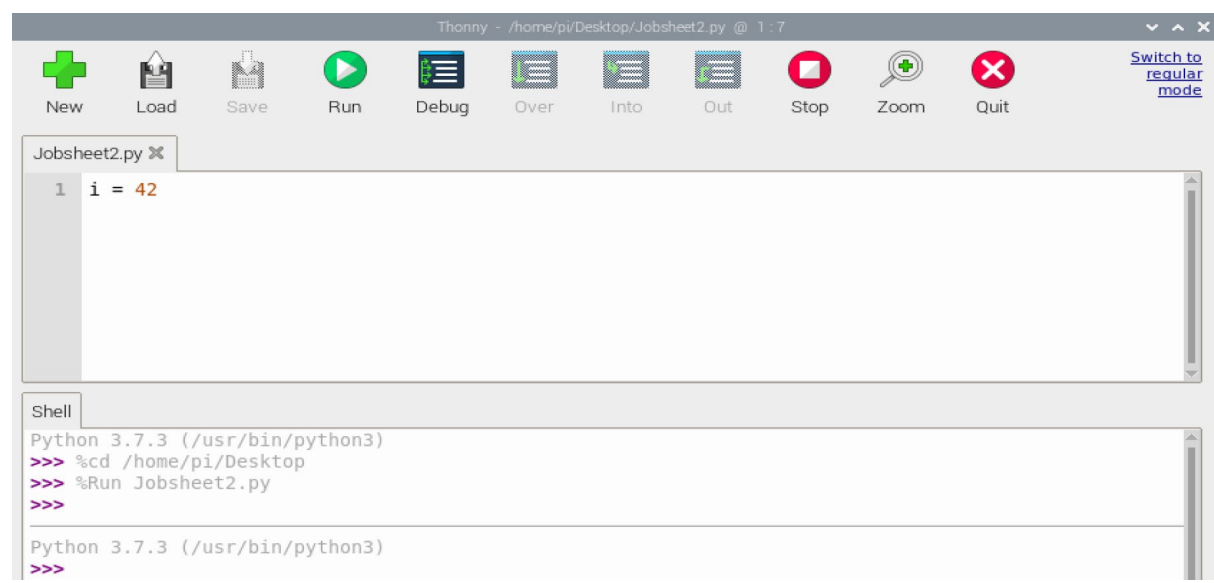 Thonny - /home/pi/Desktop/Jobsheet2.py @ 1:7
New Load Save Run Debug Over Into Out Stop Zoom Quit
Switch to
regular
mode
Jobsheet2.py
1 i = 42
Shell
Python 3.7.3 (/usr/bin/python3)
>>> %cd /home/pi/Desktop
>>> %Run Jobsheet2.py
>>>
Python 3.7.3 (/usr/bin/python3)
>>>